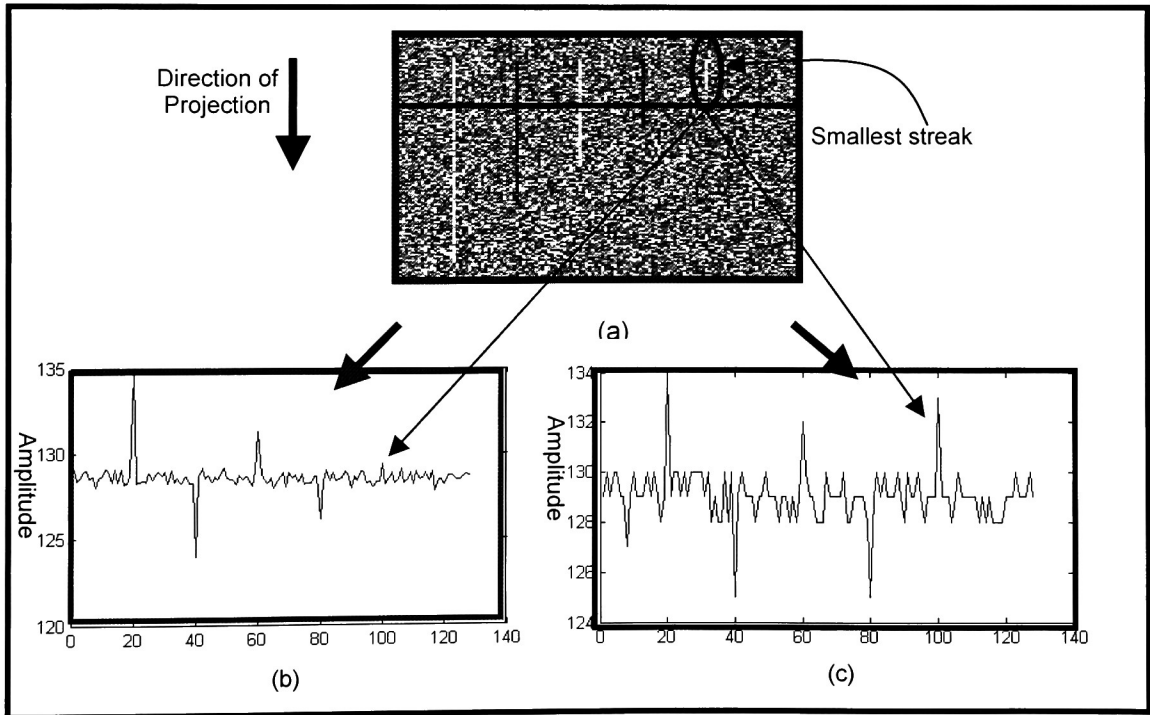 Direction of
Projection
Smallest streak
(a)
135
130
125
120
Amplitude
0 20 40 60 80 100 120 140
(b)
134
132
130
128
126
124
Amplitude
0 20 40 60 80 100 120 140
(c)